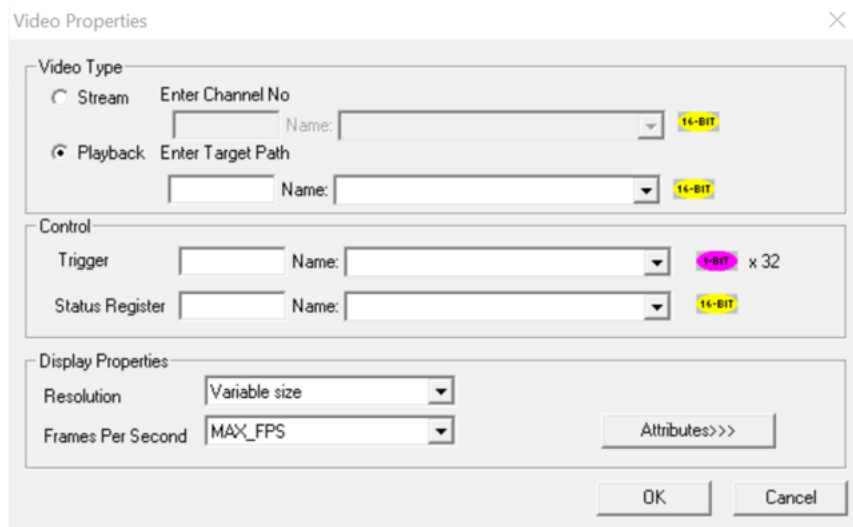 Video Properties
Video Type
Stream Enter Channel No
Name: 16-BIT
Playback Enter Target Path
Name: 16-BIT
Control
Trigger Name: 1-BIT x 32
Status Register Name: 16-BIT
Display Properties
Resolution Variable size
Frames Per Second MAX_FPS Attributes>>>
OK Cancel